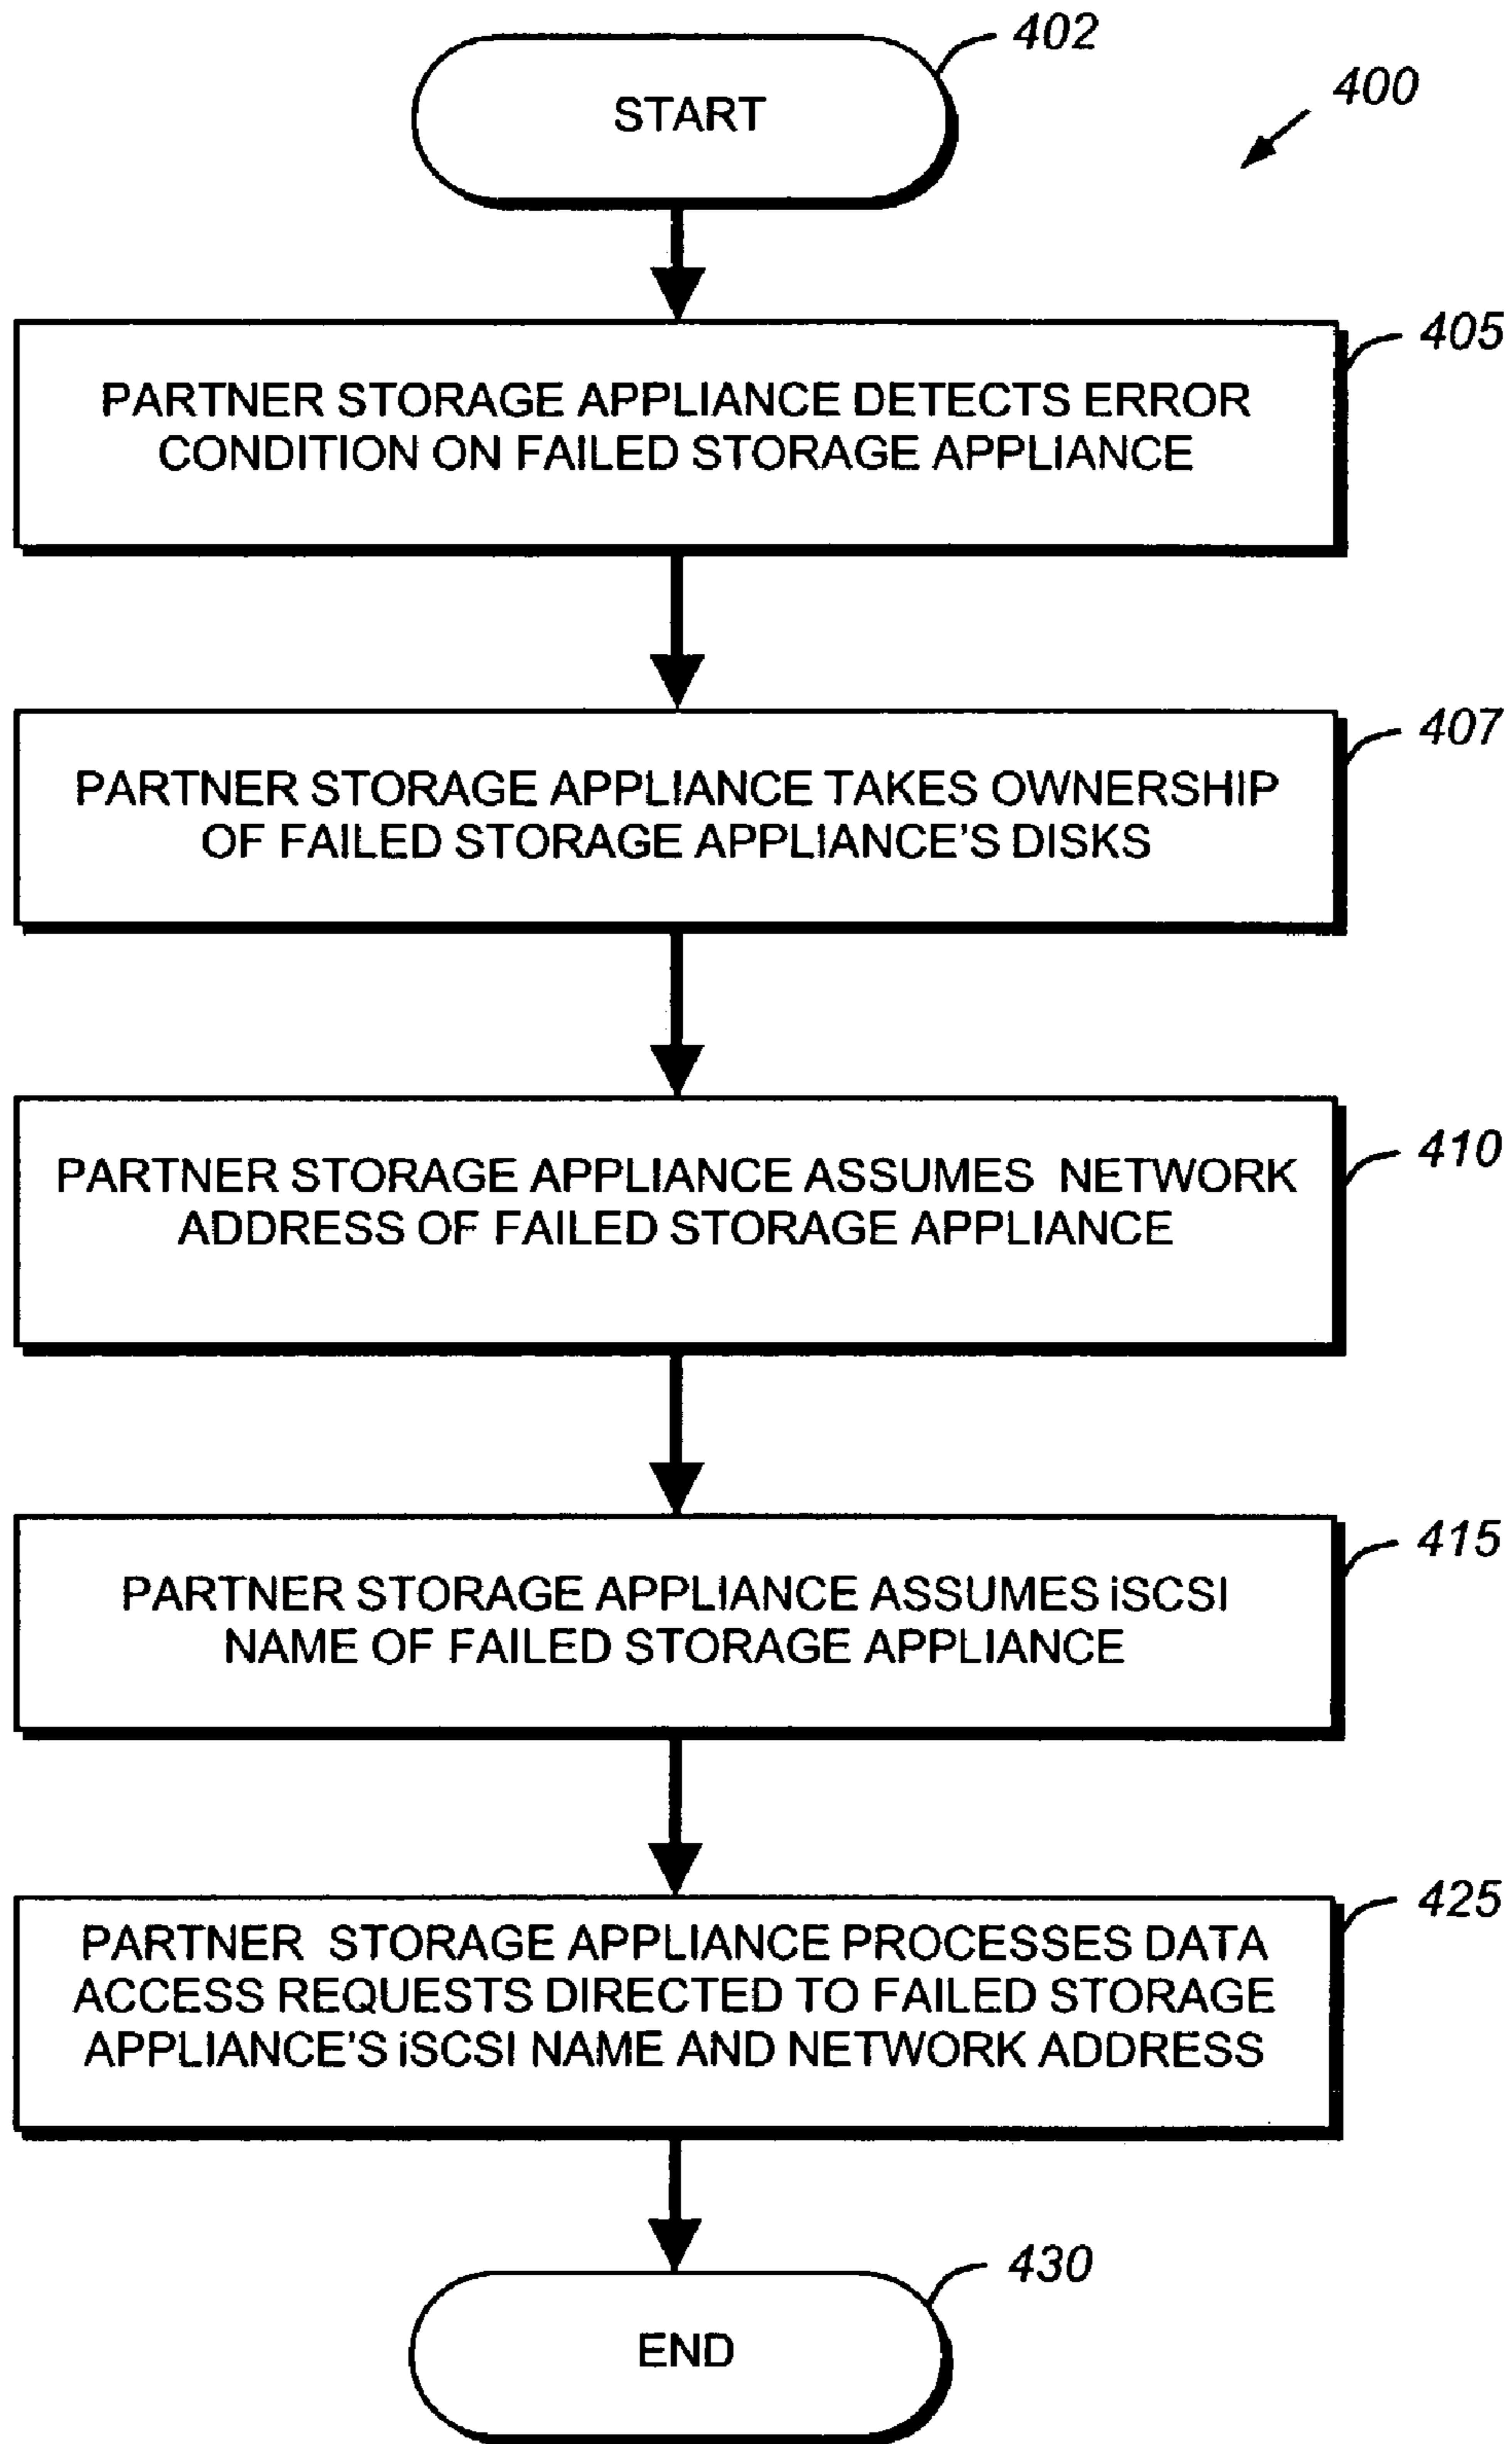 402
START
400
405
PARTNER STORAGE APPLIANCE DETECTS ERROR
CONDITION ON FAILED STORAGE APPLIANCE
407
PARTNER STORAGE APPLIANCE TAKES OWNERSHIP
OF FAILED STORAGE APPLIANCE'S DISKS
410
PARTNER STORAGE APPLIANCE ASSUMES NETWORK
ADDRESS OF FAILED STORAGE APPLIANCE
415
PARTNER STORAGE APPLIANCE ASSUMES iSCSI
NAME OF FAILED STORAGE APPLIANCE
425
PARTNER STORAGE APPLIANCE PROCESSES DATA
ACCESS REQUESTS DIRECTED TO FAILED STORAGE
APPLIANCE'S iSCSI NAME AND NETWORK ADDRESS
430
END